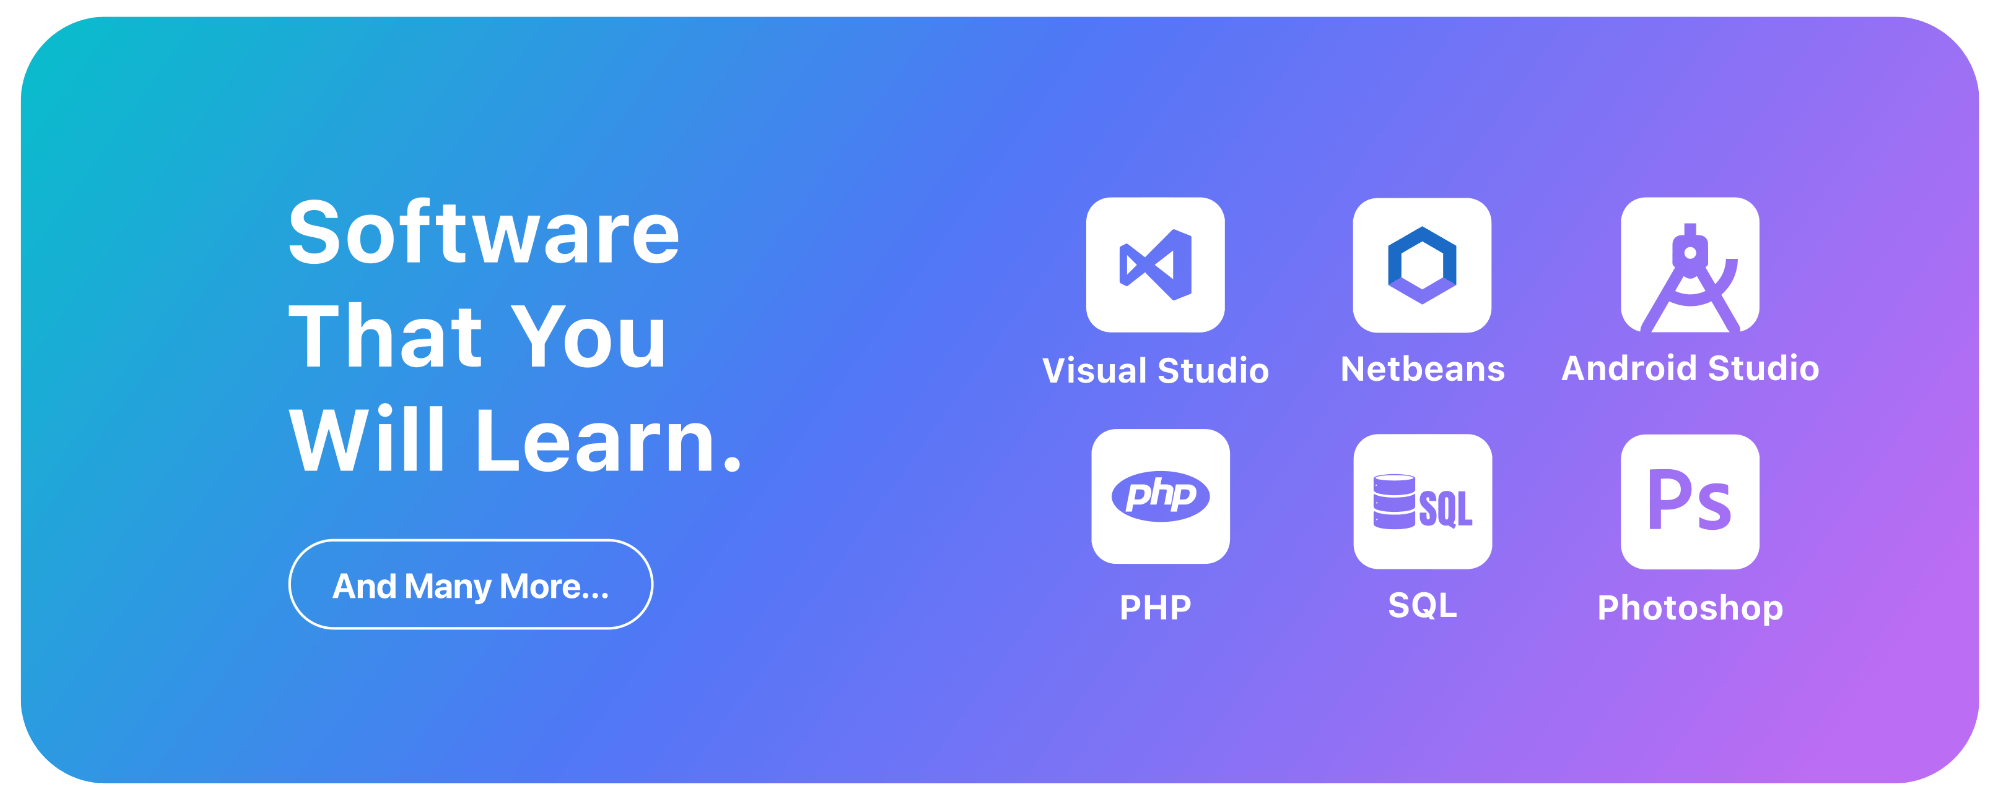 Software
That You
Will Learn.
And Many More...
Visual Studio
Netbeans
Android Studio
php
SQL
Ps
PHP
SQL
Photoshop